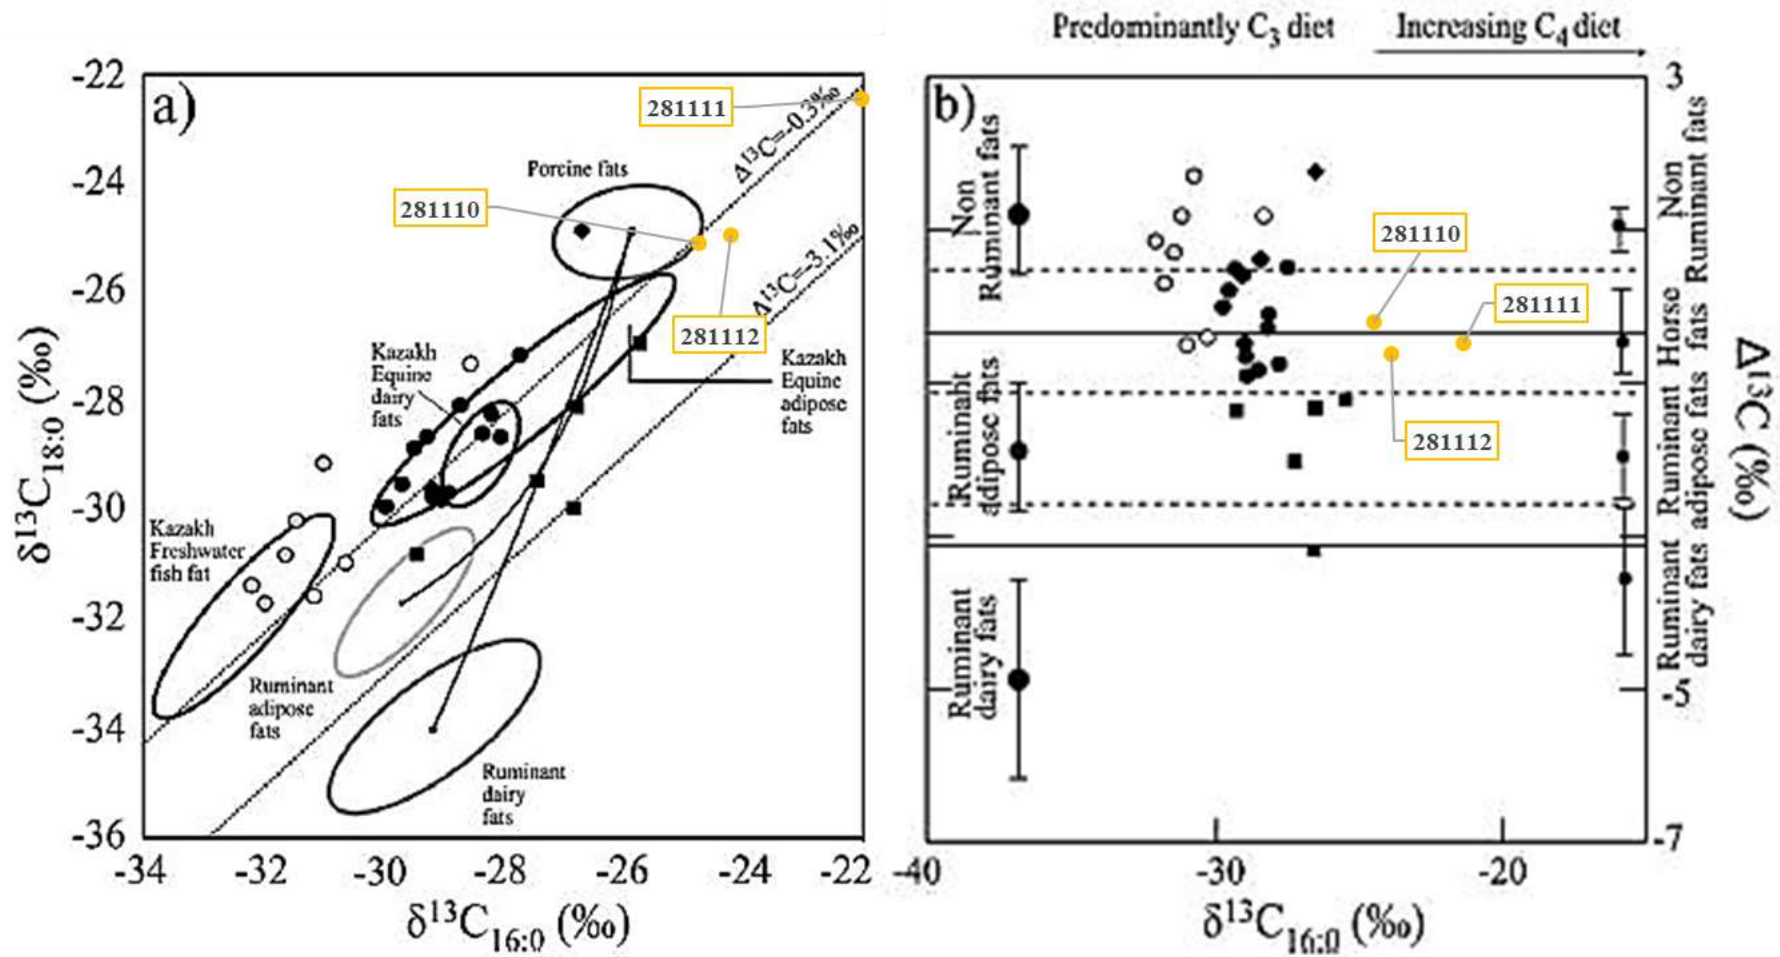 Predominantly C3 diet
Increasing C4 diet
a)
-22
-24
-26
-28
-30
-32
-34
-36
δ13C18:0 (‰)
281111
Δ13C=-0.3‰
Porcine fats
281110
Δ13C=-3.1‰
281112
Kazakh
Equine
dairy
fats
Kazakh
Equine
adipose
fats
Kazakh
Freshwater
fish fat
Ruminant
adipose
fats
Ruminant
dairy
fats
-34
-32
-30
-28
-26
-24
-22
δ13C16:0 (‰)
b)
Non
Ruminant fats
Ruminant
adipose fats
Ruminant
dairy fats
281110
281111
281112
Non
Ruminant fats
Horse
fats
Ruminant
adipose fats
Ruminant
dairy fats
3
-5
-7
Δ13C (‰)
-40
-30
-20
δ13C16:0 (‰)